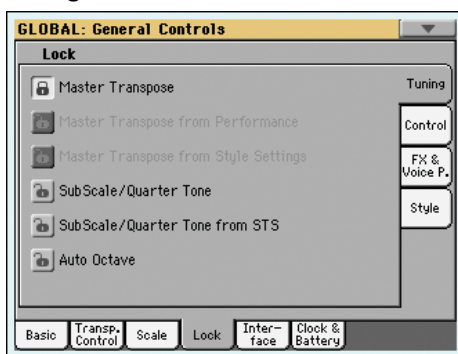 GLOBAL: General Controls
Lock
Master Transpose
Master Transpose from Performance
Master Transpose from Style Settings
SubScale/Quarter Tone
SubScale/Quarter Tone from STS
Auto Octave
Tuning
Control
FX &
Voice P.
Style
Basic
Transp.
Control
Scale
Lock
Inter-
face
Clock &
Battery